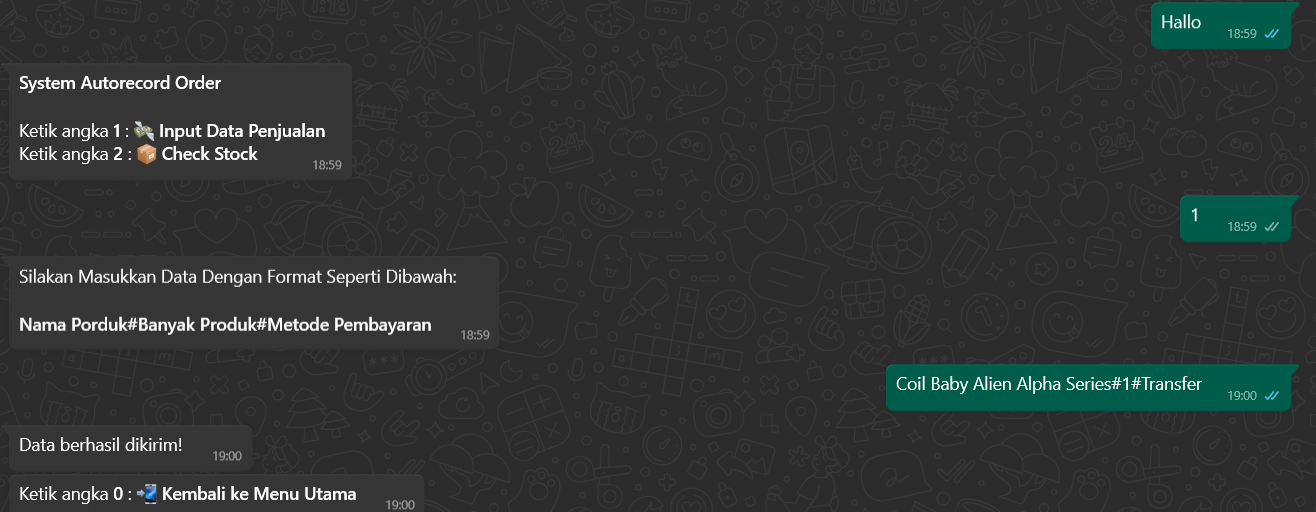 Hallo
18:59
System Autorecord Order
Ketik angka 1 : 💸 Input Data Penjualan
Ketik angka 2 : 📦 Check Stock
18:59
1
18:59
Silakan Masukkan Data Dengan Format Seperti Dibawah:
Nama Porduk#Banyak Produk#Metode Pembayaran
18:59
Coil Baby Alien Alpha Series#1#Transfer
19:00
Data berhasil dikirim!
19:00
Ketik angka 0 : 📲 Kembali ke Menu Utama
19:00